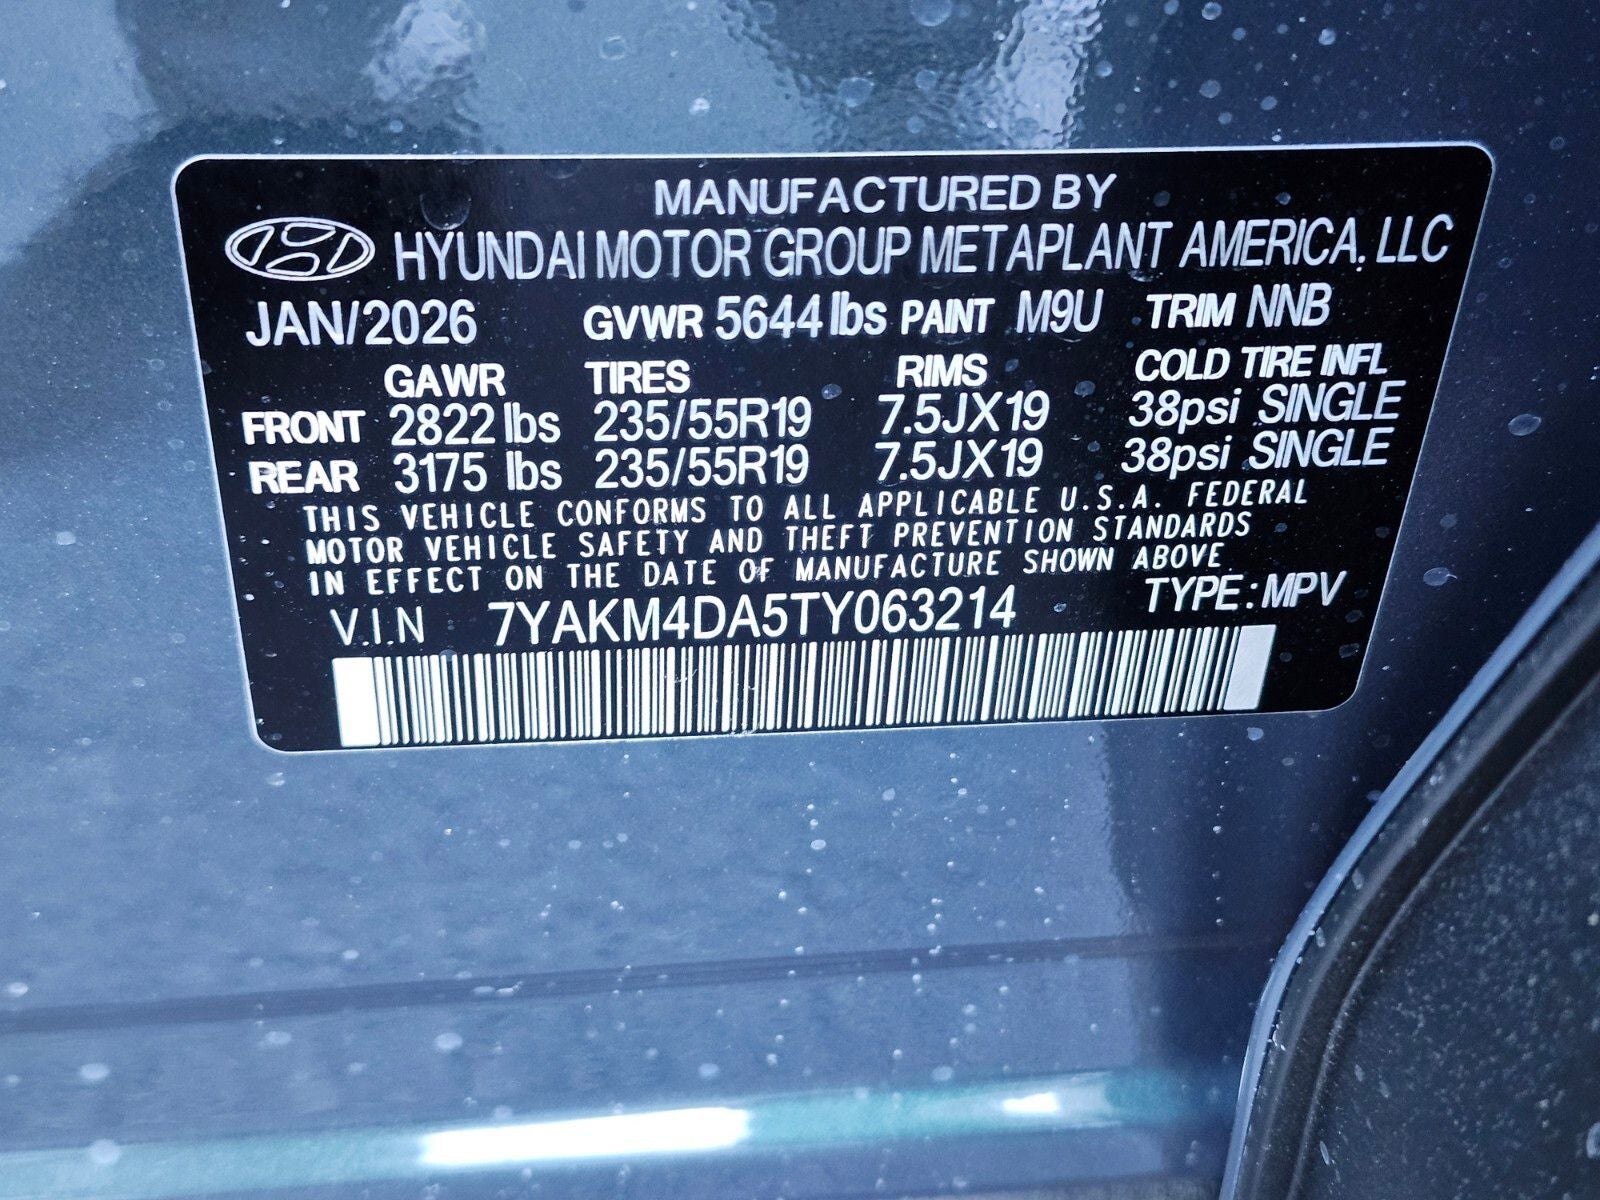 MANUFACTURED BY
HYUNDAI MOTOR GROUP METAPLANT AMERICA, LLC
JAN/2026 GVWR 5644 lbs PAINT M9U TRIM NNB
GAWR TIRES RIMS COLD TIRE INFL
FRONT 2822 lbs 235/55R19 7.5JX19 38psi SINGLE
REAR 3175 lbs 235/55R19 7.5JX19 38psi SINGLE
THIS VEHICLE CONFORMS TO ALL APPLICABLE U.S.A. FEDERAL
MOTOR VEHICLE SAFETY AND THEFT PREVENTION STANDARDS
IN EFFECT ON THE DATE OF MANUFACTURE SHOWN ABOVE
V.I.N 7YAKM4DA5TY063214 TYPE: MPV